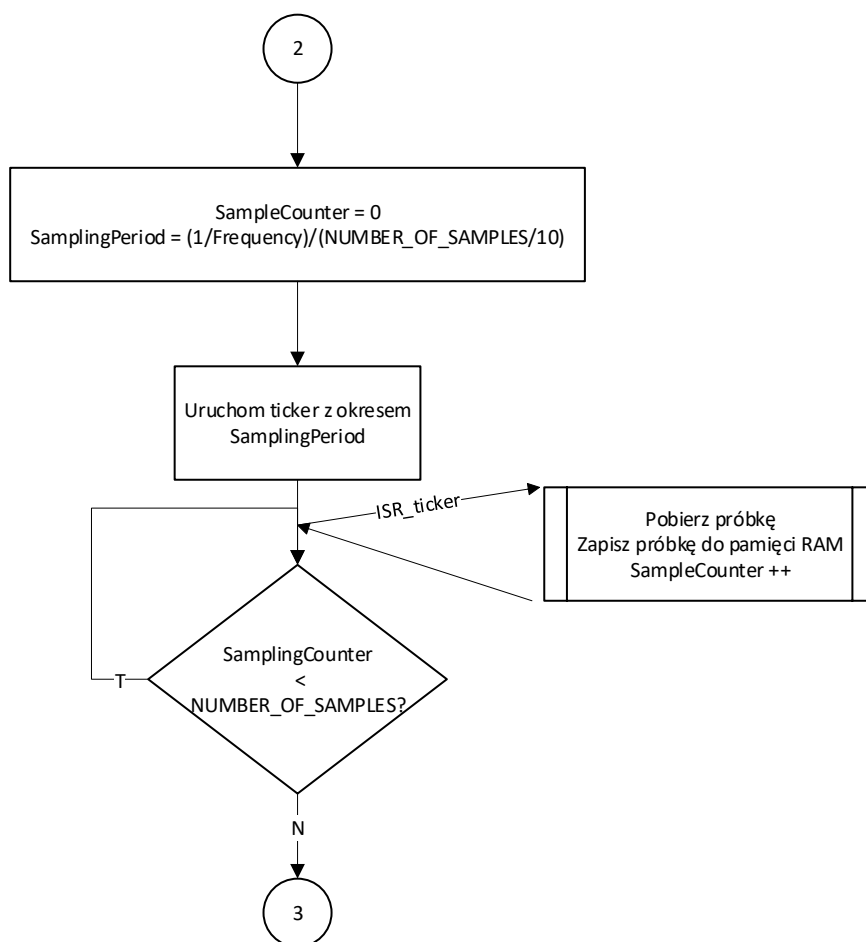 2
SampleCounter = 0
SamplingPeriod = (1/Frequency)/(NUMBER_OF_SAMPLES/10)
Uruchom ticker z okresem
SamplingPeriod
ISR_ticker
Pobierz próbkę
Zapisz próbkę do pamięci RAM
SampleCounter ++
SamplingCounter
<
NUMBER_OF_SAMPLES?
T
N
3